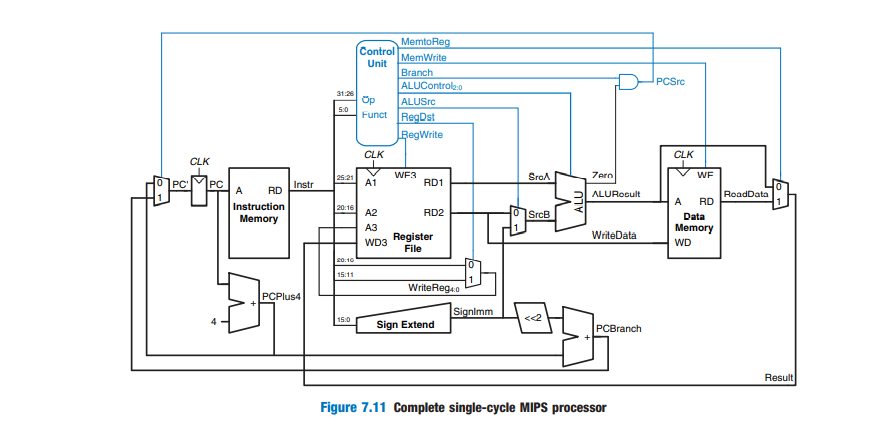 MemtoReg
Control
Unit
MemWrite
Branch
ALUControl2:0
PCSrc
31:26
Op
ALUSrc
5:0
Funct
RegDst
RegWrite
CLK
CLK
CLK
0
1
PC'
PC
A
RD
Instruction
Memory
Instr
25:21
A1
WE3
RD1
SrcA
Zero
WE
0
1
20:16
A2
RD2
0
1
SrcB
ALU
ALUResult
A
RD
ReadData
Data
Memory
A3
WD3
Register
File
WriteData
WD
20:16
0
15:11
1
WriteReg4:0
PCPlus4
+
4
15:0
Sign Extend
SignImm
<<2
+
PCBranch
Result
Figure 7.11 Complete single-cycle MIPS processor